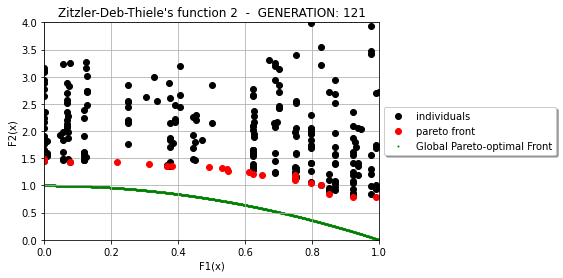 Zitzler-Deb-Thiele's function 2 - GENERATION: 121
4.0
3.5
3.0
2.5
2.0
1.5
1.0
0.5
0.0
F2(x)
0.0 0.2 0.4 0.6 0.8 1.0
F1(x)
individuals
pareto front
Global Pareto-optimal Front